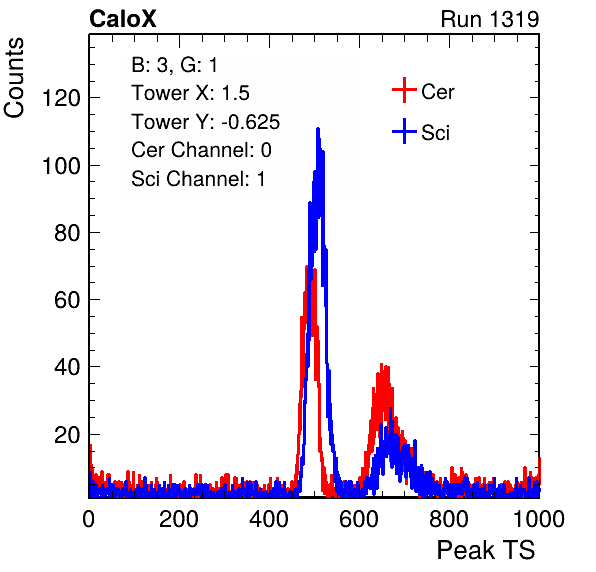 CaloX Run 1319
Counts
B: 3, G: 1
Tower X: 1.5
Tower Y: -0.625
Cer Channel: 0
Sci Channel: 1
Cer
Sci
120
100
80
60
40
20
0 200 400 600 800 1000
Peak TS